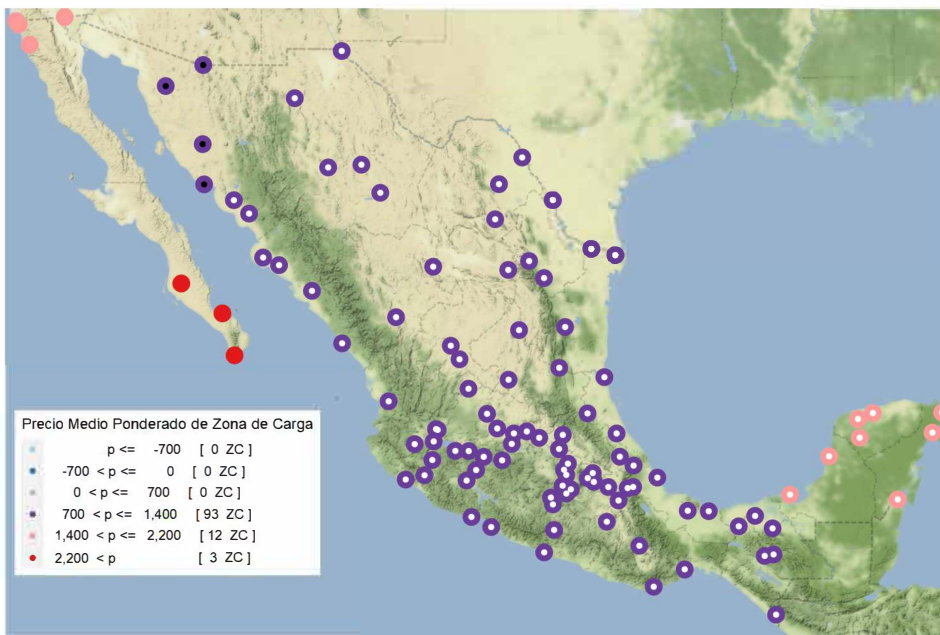 Precio Medio Ponderado de Zona de Carga
p <= -700 [ 0 ZC ]
-700 < p <= 0 [ 0 ZC ]
0 < p <= 700 [ 0 ZC ]
700 < p <= 1,400 [ 93 ZC ]
1,400 < p <= 2,200 [ 12 ZC ]
2,200 < p [ 3 ZC ]